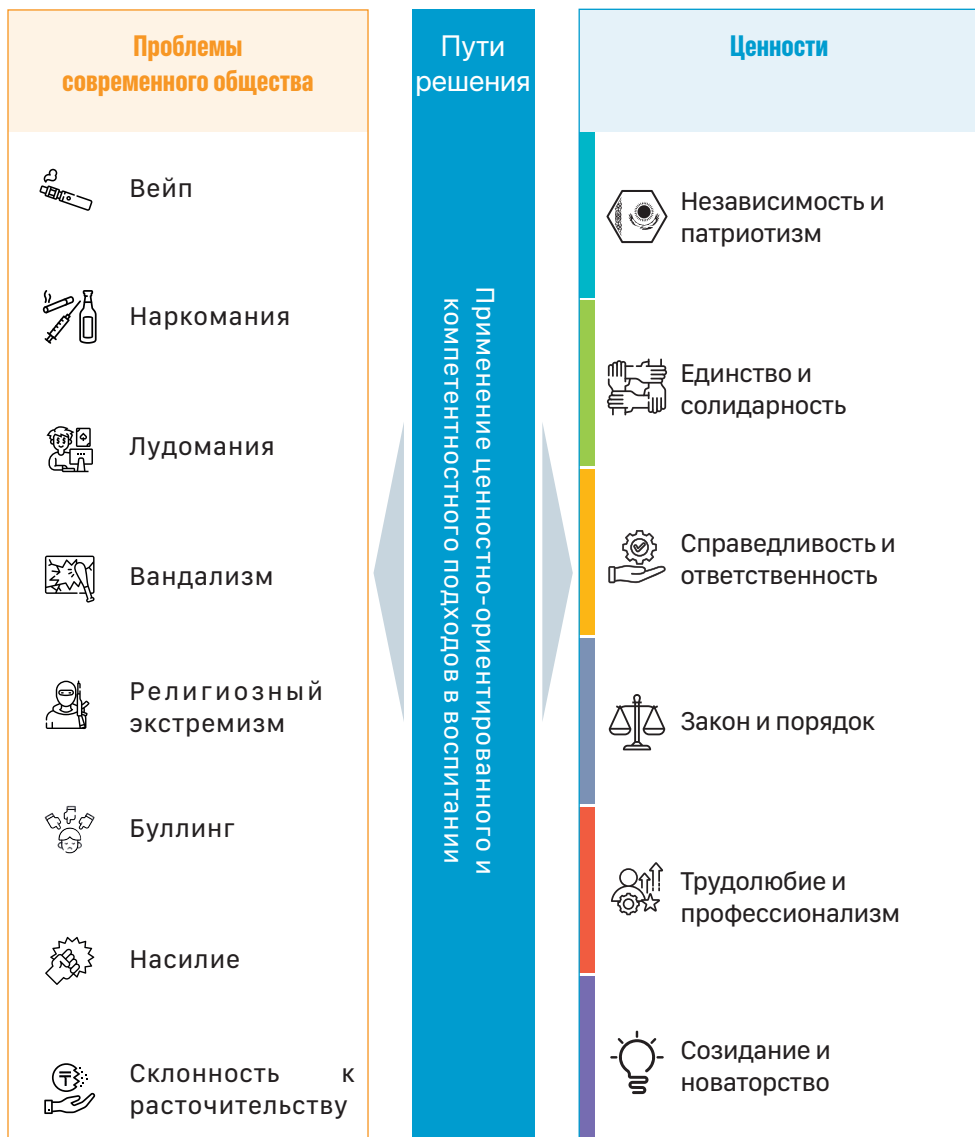 Проблемы
современного общества
Вейп
Наркомания
Лудомания
Вандализм
Религиозный
экстремизм
Буллинг
Насилие
Склонность к
расточительству
Пути
решения
Применение ценностно-ориентированного и
компетентностного подходов в воспитании
Ценности
Независимость и
патриотизм
Единство и
солидарность
Справедливость и
ответственность
Закон и порядок
Трудолюбие и
профессионализм
Созидание и
новаторство